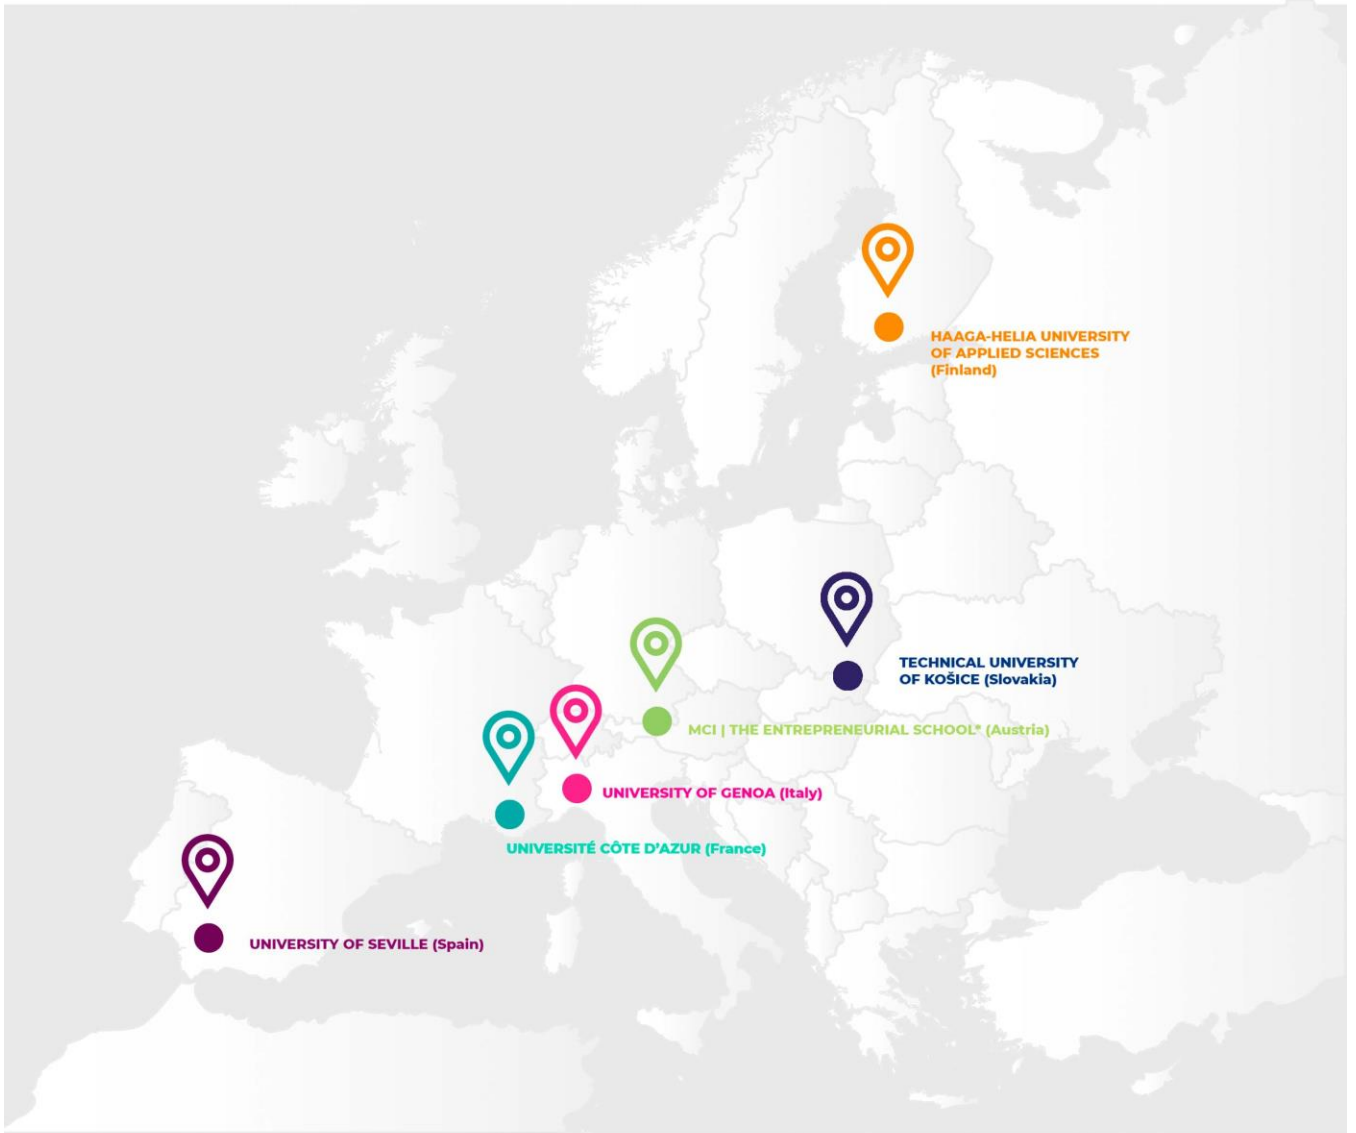 HAAGA-HELIA UNIVERSITY
OF APPLIED SCIENCES
(Finland)
TECHNICAL UNIVERSITY
OF KOŠICE (Slovakia)
MCI | THE ENTREPRENEURIAL SCHOOL® (Austria)
UNIVERSITY OF GENOA (Italy)
UNIVERSITÉ CÔTE D'AZUR (France)
UNIVERSITY OF SEVILLE (Spain)